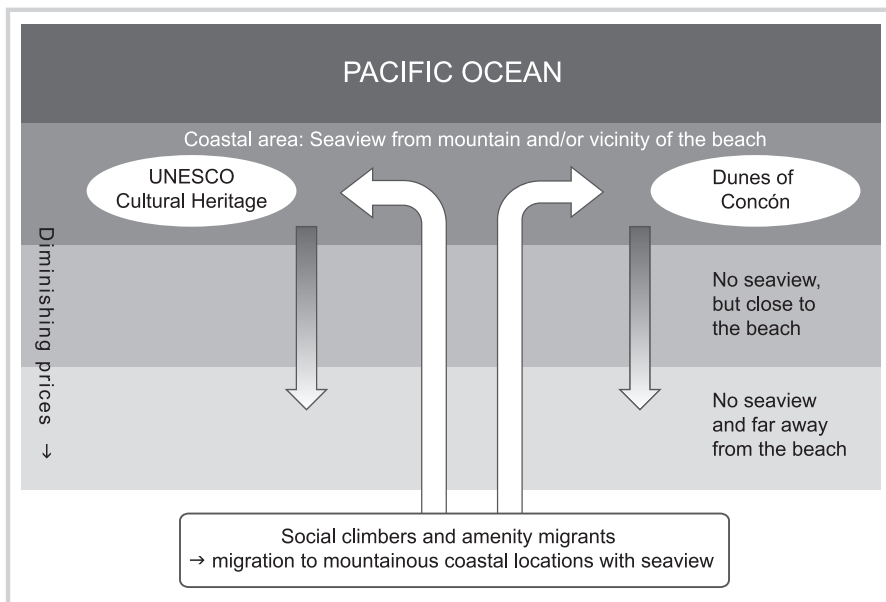 PACIFIC OCEAN
Coastal area: Seaview from mountain and/or vicinity of the beach
UNESCO
Cultural Heritage
Dunes of
Concón
Diminishing prices →
No seaview,
but close to
the beach
No seaview
and far away
from the beach
Social climbers and amenity migrants
→ migration to mountainous coastal locations with seaview